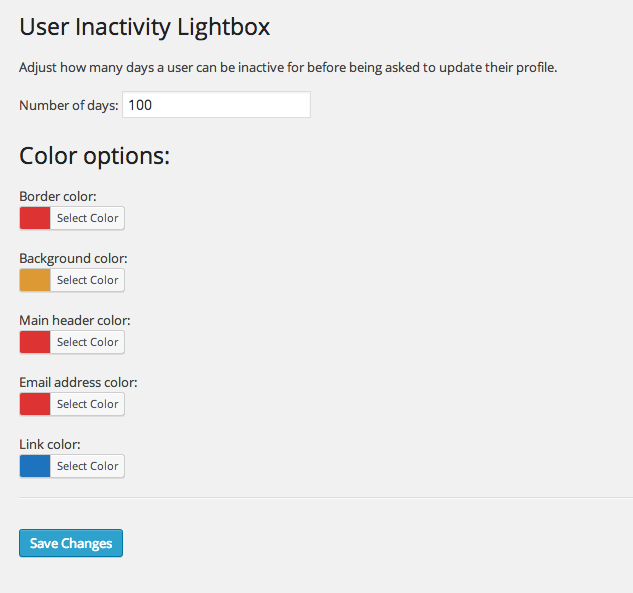 User Inactivity Lightbox
Adjust how many days a user can be inactive for before being asked to update their profile.
Number of days: 100
Color options:
Border color:
Select Color
Background color:
Select Color
Main header color:
Select Color
Email address color:
Select Color
Link color:
Select Color
Save Changes